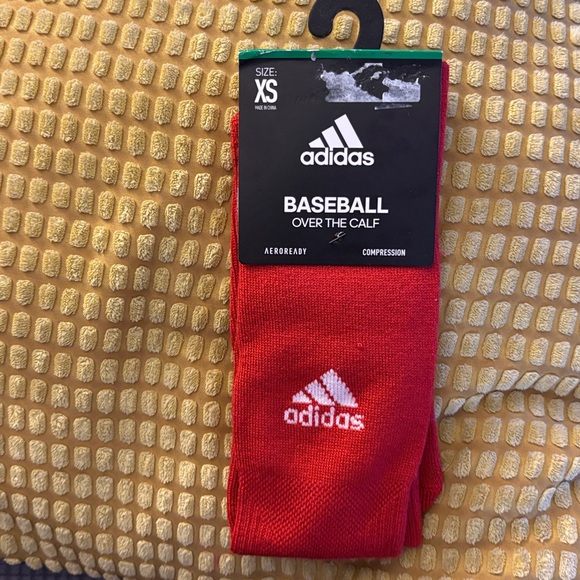 SIZE:
XS
MADE IN CHINA
adidas
BASEBALL
OVER THE CALF
AEROREADY COMPRESSION
adidas